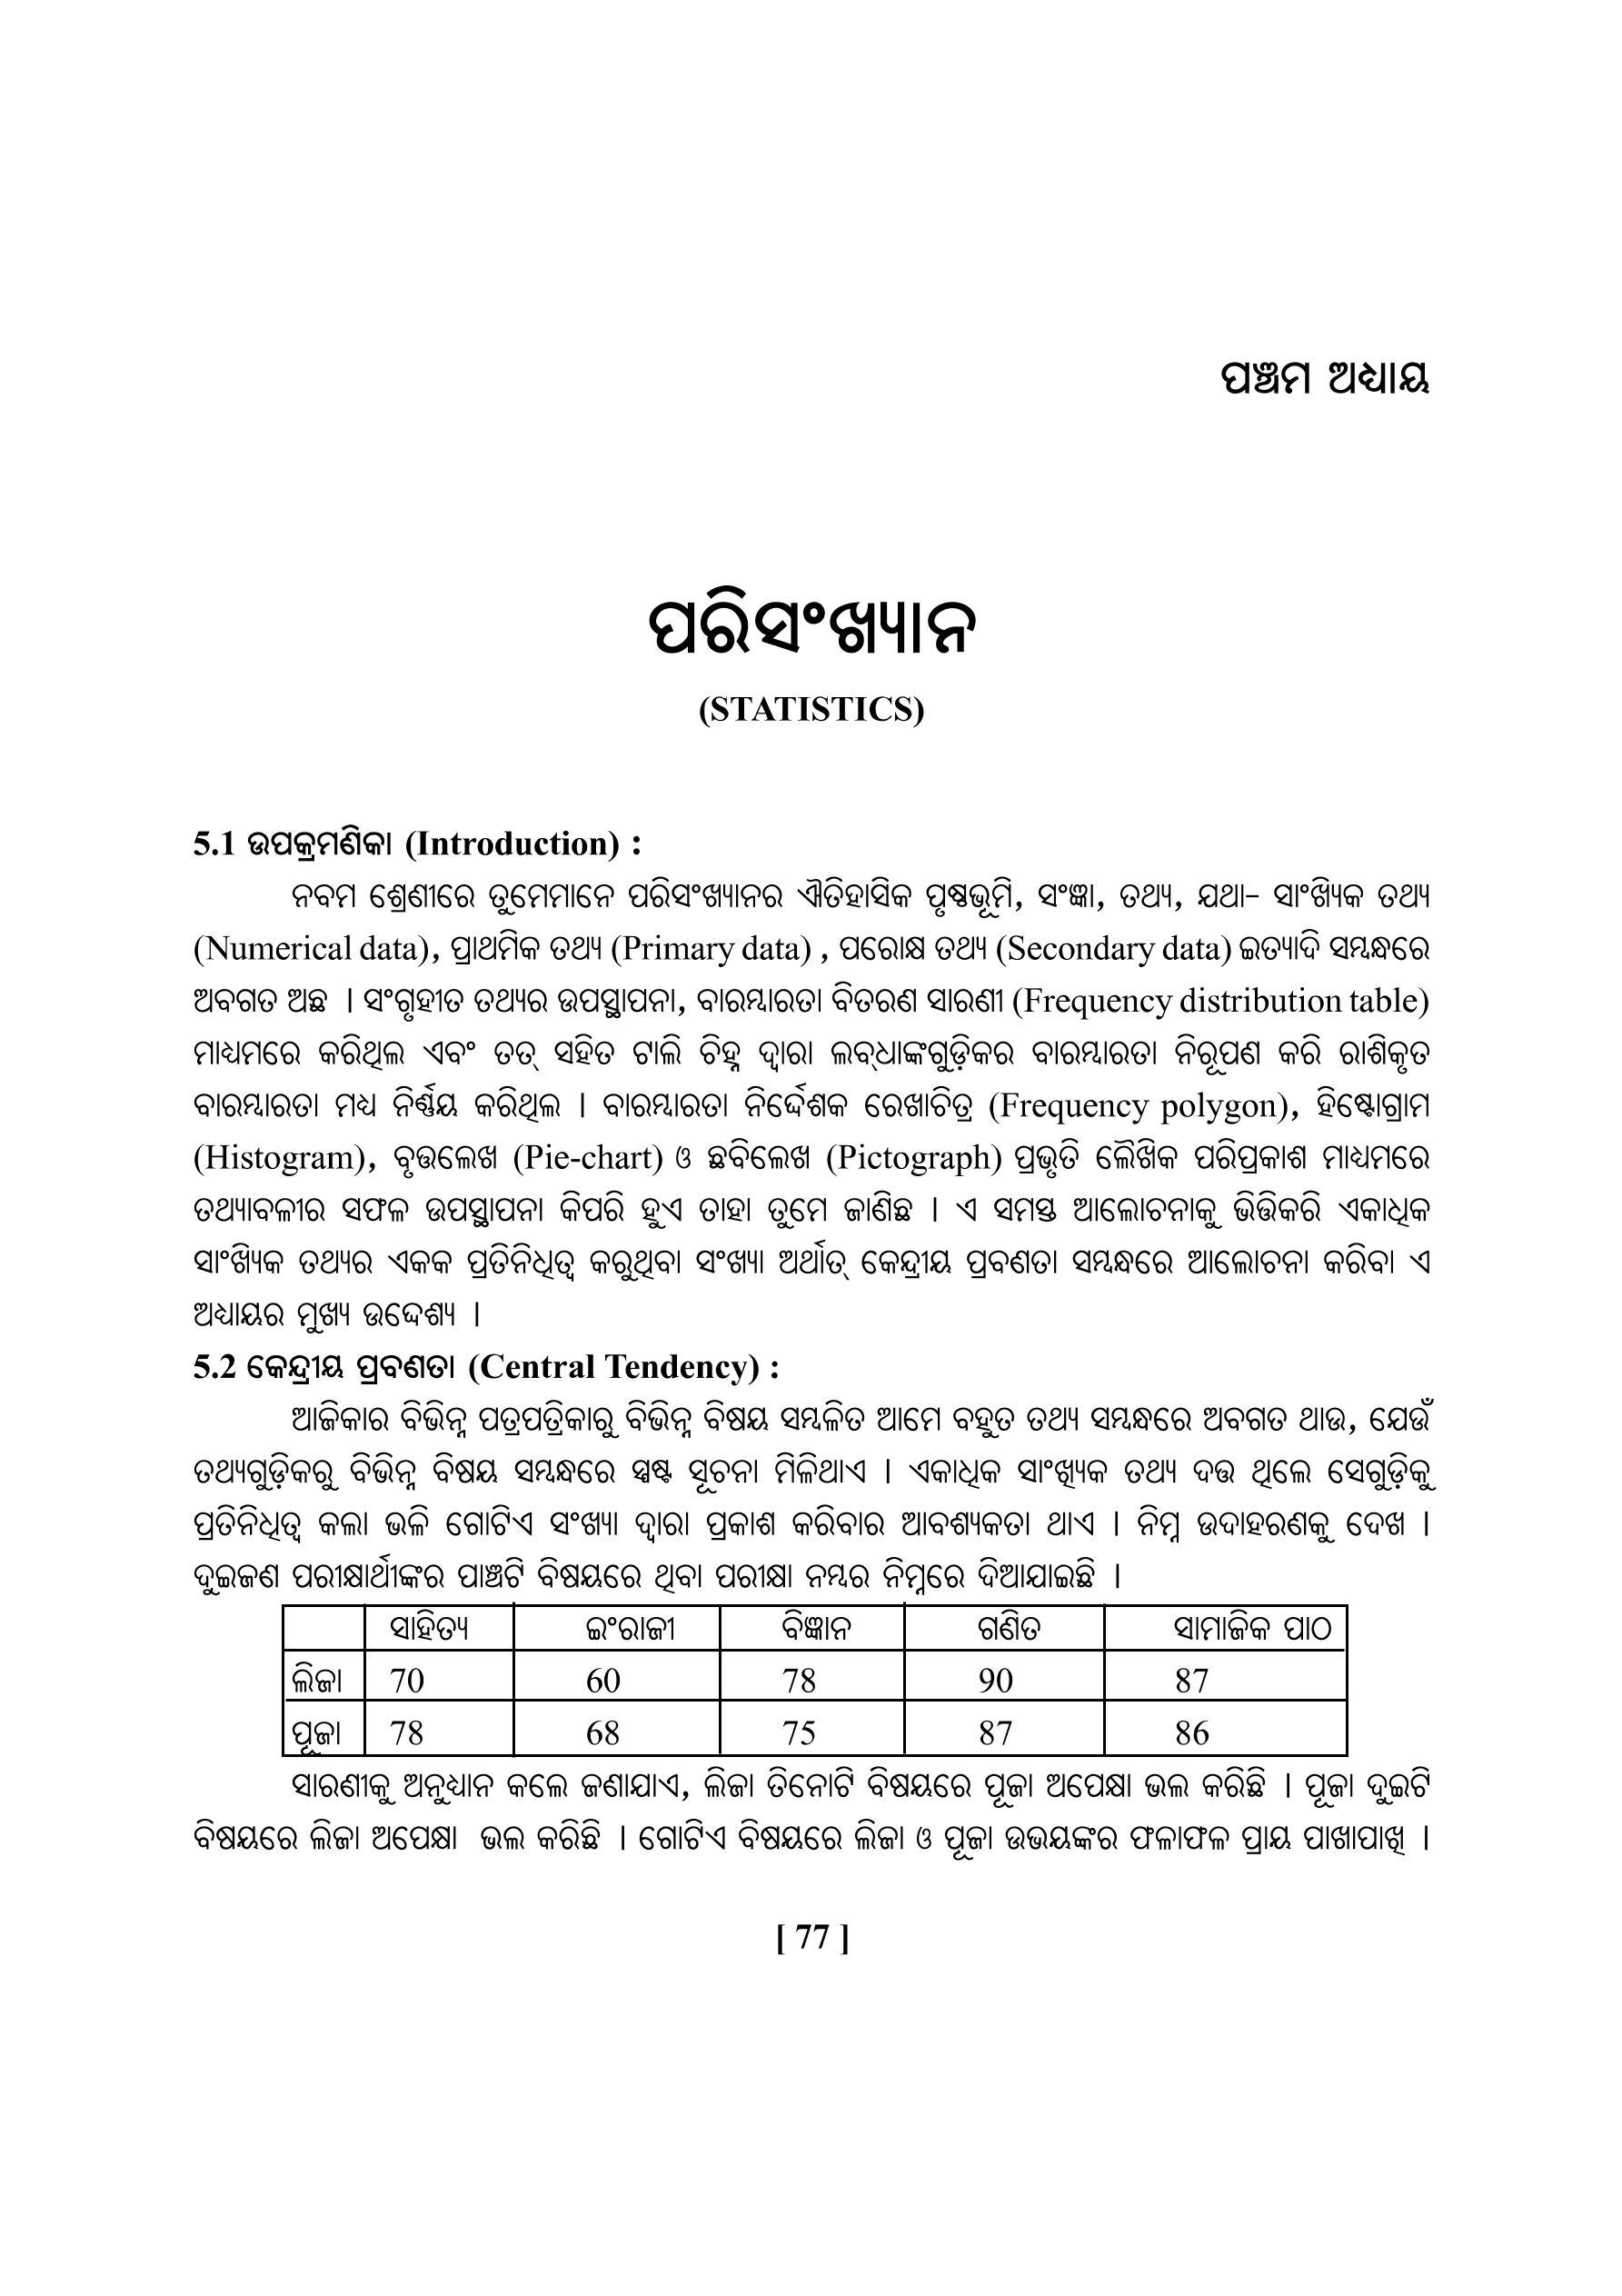 ପଞ୍ଚମ ଅଧ୍ୟାୟ
ପରିସଂଖ୍ୟାନ
(STATISTICS)
5.1 ଉପକ୍ରମଣିକା (Introduction) :
ନବମ ଶ୍ରେଣୀରେ ତୁମେମାନେ ପରିସଂଖ୍ୟାନର ଐତିହାସିକ ପୃଷ୍ଠଭୂମି, ସଂଜ୍ଞା, ତଥ୍ୟ, ଯଥା- ସାଂଖ୍ୟିକ ତଥ୍ୟ
(Numerical data), ପ୍ରାଥମିକ ତଥ୍ୟ (Primary data) , ପରୋକ୍ଷ ତଥ୍ୟ (Secondary data) ଇତ୍ୟାଦି ସମ୍ବନ୍ଧରେ
ଅବଗତ ଅଛ । ସଂଗୃହୀତ ତଥ୍ୟର ଉପସ୍ଥାପନା, ବାରମ୍ବାରତା ବିତରଣ ସାରଣୀ (Frequency distribution table)
ମାଧ୍ୟମରେ କରିଥିଲ ଏବଂ ତତ୍ ସହିତ ଟାଲି ଚିହ୍ନ ଦ୍ୱାରା ଲବ୍ଧାଙ୍କଗୁଡ଼ିକର ବାରମ୍ବାରତା ନିରୂପଣ କରି ରାଶିକୃତ
ବାରମ୍ବାରତା ମଧ୍ୟ ନିର୍ଣ୍ଣୟ କରିଥିଲ । ବାରମ୍ବାରତା ନିର୍ଦ୍ଦେଶକ ରେଖାଚିତ୍ର (Frequency polygon), ହିଷ୍ଟୋଗ୍ରାମ
(Histogram), ବୃତ୍ତଲେଖ (Pie-chart) ଓ ଛବିଲେଖ (Pictograph) ପ୍ରଭୃତି ଲୈଖିକ ପରିପ୍ରକାଶ ମାଧ୍ୟମରେ
ତଥ୍ୟାବଳୀର ସଫଳ ଉପସ୍ଥାପନା କିପରି ହୁଏ ତାହା ତୁମେ ଜାଣିଛ । ଏ ସମସ୍ତ ଆଲୋଚନାକୁ ଭିତ୍ତିକରି ଏକାଧିକ
ସାଂଖ୍ୟିକ ତଥ୍ୟର ଏକକ ପ୍ରତିନିଧିତ୍ୱ କରୁଥିବା ସଂଖ୍ୟା ଅର୍ଥାତ୍ କେନ୍ଦ୍ରୀୟ ପ୍ରବଣତା ସମ୍ବନ୍ଧରେ ଆଲୋଚନା କରିବା ଏ
ଅଧ୍ୟାୟର ମୁଖ୍ୟ ଉଦ୍ଦେଶ୍ୟ ।
5.2 କେନ୍ଦ୍ରୀୟ ପ୍ରବଣତା (Central Tendency) :
ଆଜିକାର ବିଭିନ୍ନ ପତ୍ରପତ୍ରିକାରୁ ବିଭିନ୍ନ ବିଷୟ ସମ୍ବଳିତ ଆମେ ବହୁତ ତଥ୍ୟ ସମ୍ବନ୍ଧରେ ଅବଗତ ଥାଉ, ଯେଉଁ
ତଥ୍ୟଗୁଡ଼ିକରୁ ବିଭିନ୍ନ ବିଷୟ ସମ୍ବନ୍ଧରେ ସ୍ପଷ୍ଟ ସୂଚନା ମିଳିଥାଏ । ଏକାଧିକ ସାଂଖ୍ୟିକ ତଥ୍ୟ ଦତ୍ତ ଥିଲେ ସେଗୁଡ଼ିକୁ
ପ୍ରତିନିଧିତ୍ୱ କଲା ଭଳି ଗୋଟିଏ ସଂଖ୍ୟା ଦ୍ୱାରା ପ୍ରକାଶ କରିବାର ଆବଶ୍ୟକତା ଥାଏ । ନିମ୍ନ ଉଦାହରଣକୁ ଦେଖ ।
ଦୁଇଜଣ ପରୀକ୍ଷାର୍ଥୀଙ୍କର ପାଞ୍ଚଟି ବିଷୟରେ ଥିବା ପରୀକ୍ଷା ନମ୍ବର ନିମ୍ନରେ ଦିଆଯାଇଛି ।
ସାହିତ୍ୟ ଇଂରାଜୀ ବିଜ୍ଞାନ ଗଣିତ ସାମାଜିକ ପାଠ
ଲିଜା 70 60 78 90 87
ପୂଜା 78 68 75 87 86
ସାରଣୀକୁ ଅନୁଧ୍ୟାନ କଲେ ଜଣାଯାଏ, ଲିଜା ତିନୋଟି ବିଷୟରେ ପୂଜା ଅପେକ୍ଷା ଭଲ କରିଛି । ପୂଜା ଦୁଇଟି
ବିଷୟରେ ଲିଜା ଅପେକ୍ଷା ଭଲ କରିଛି । ଗୋଟିଏ ବିଷୟରେ ଲିଜା ଓ ପୂଜା ଉଭୟଙ୍କର ଫଳାଫଳ ପ୍ରାୟ ପାଖାପାଖି ।
[ 77 ]